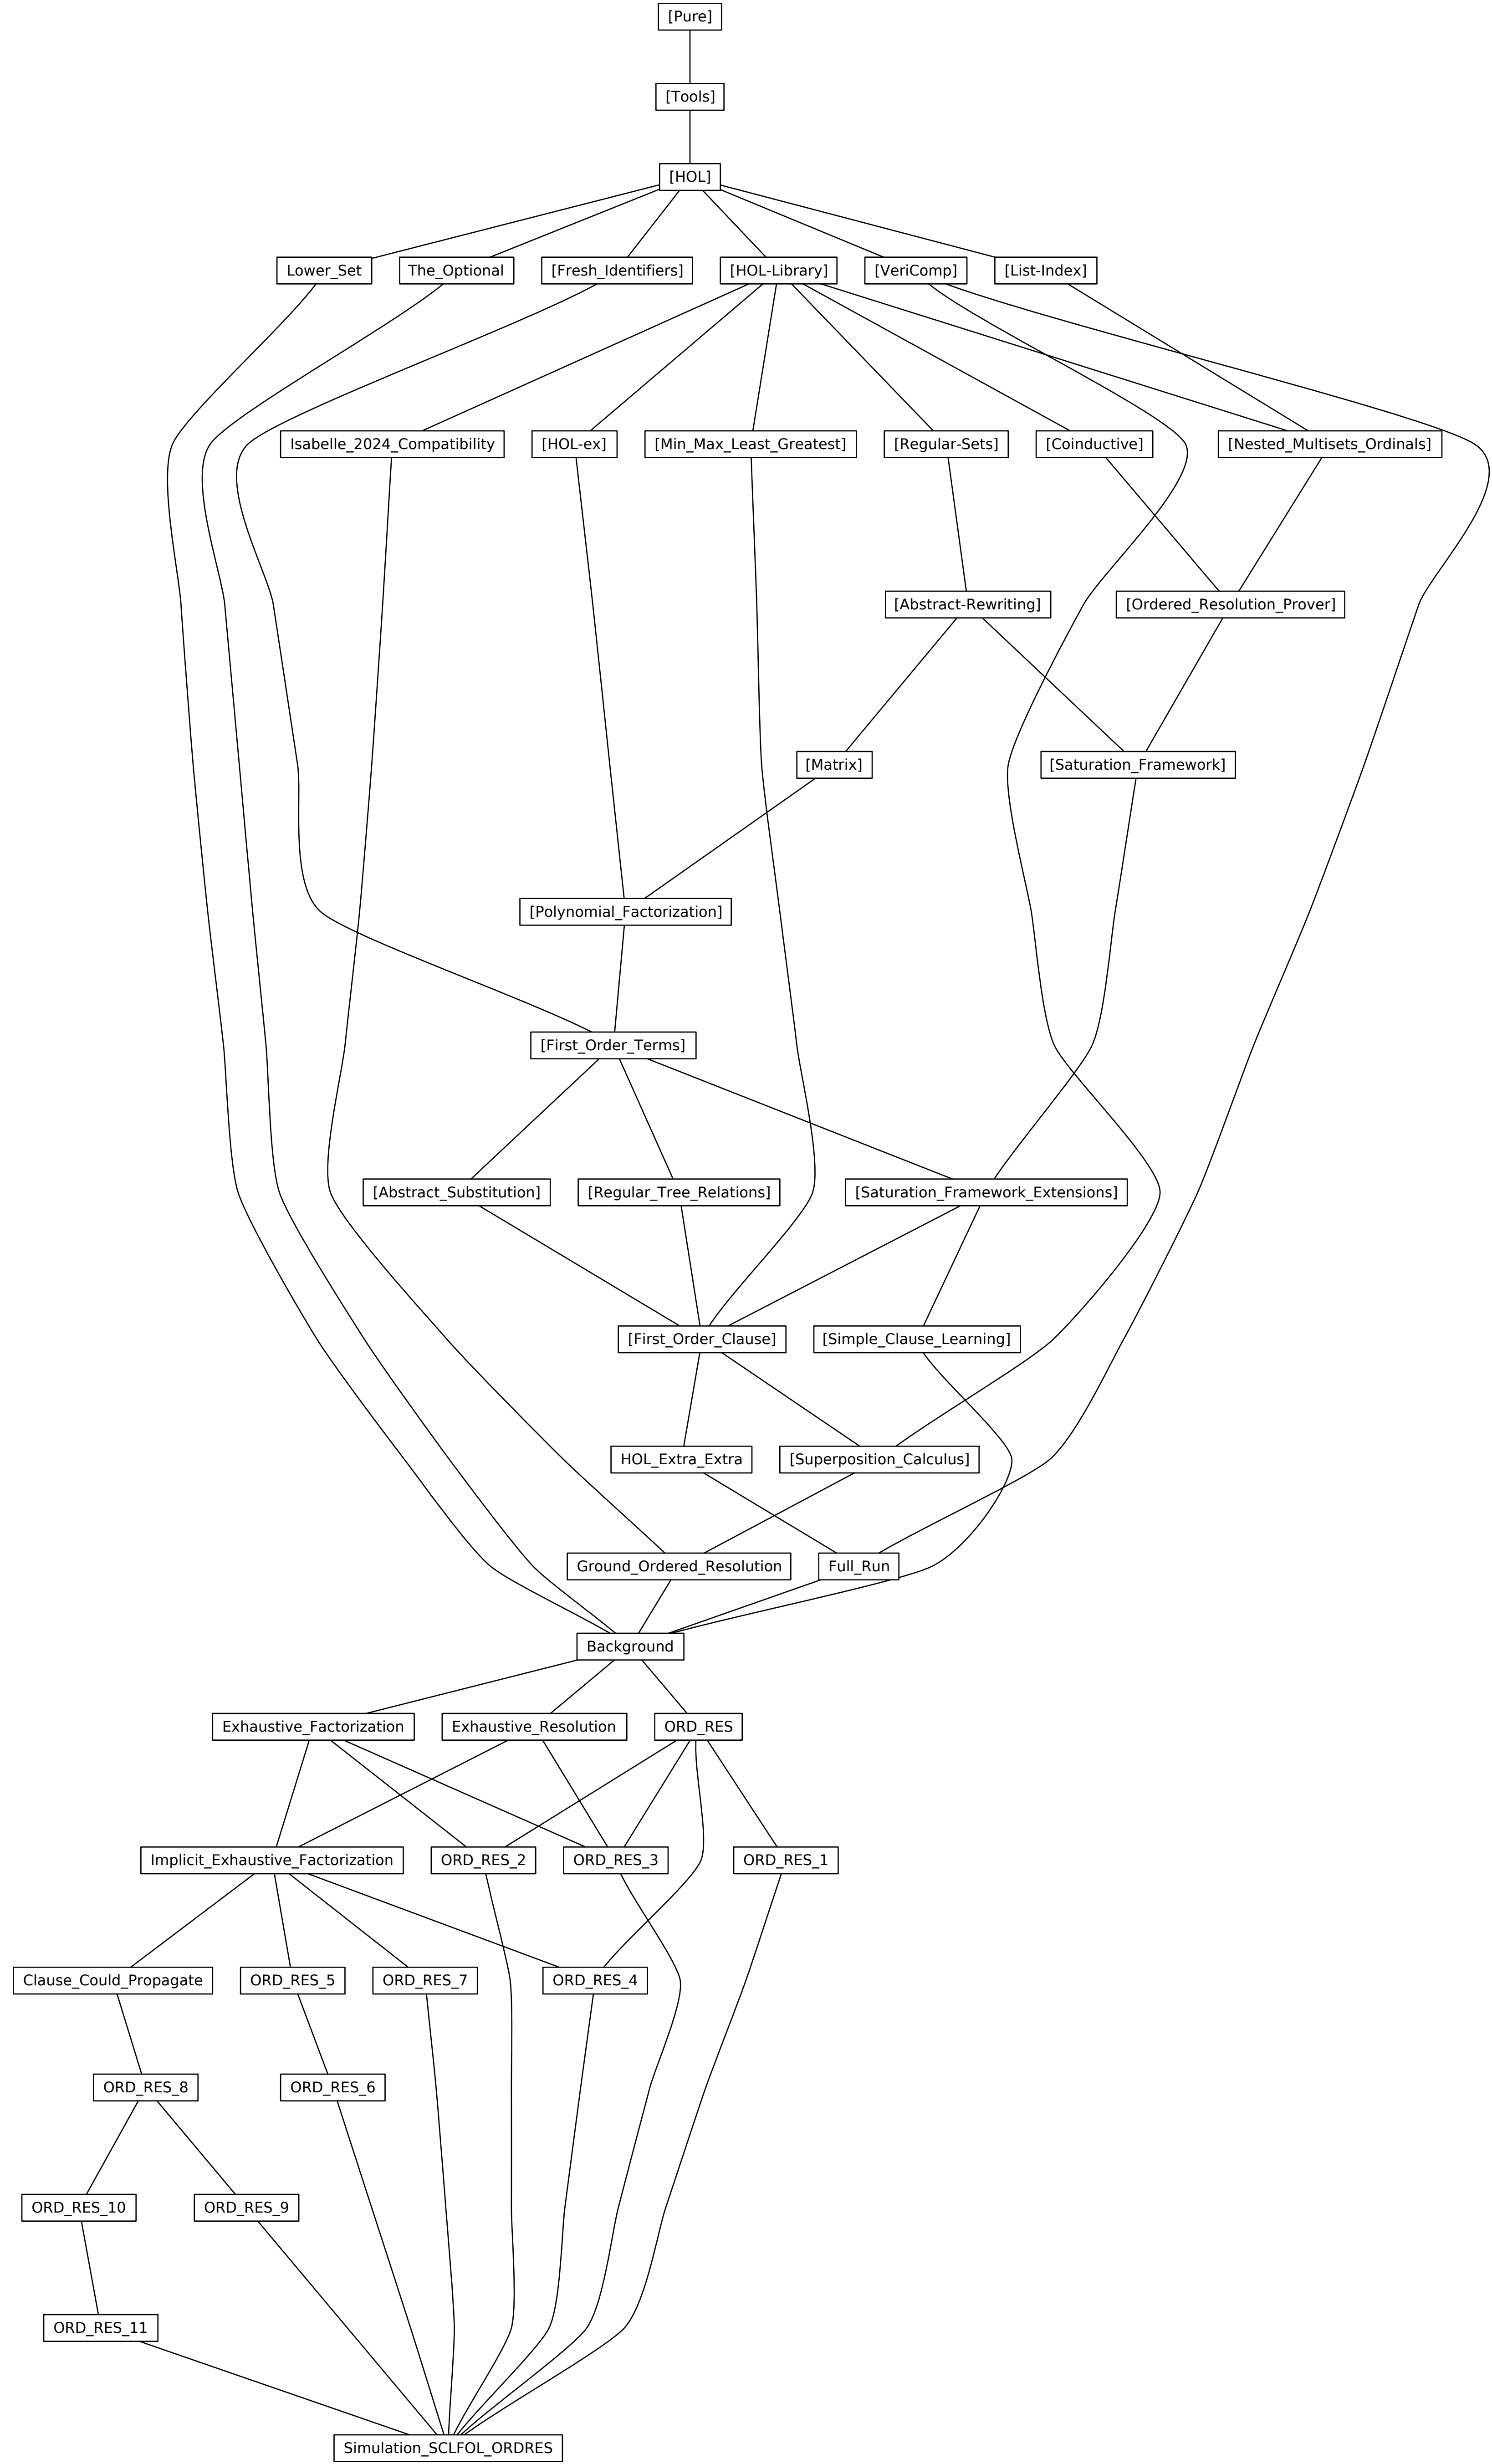 [Pure]
[Tools]
[HOL]
Lower_Set
The_Optional
[Fresh_Identifiers]
[HOL-Library]
[VeriComp]
[List-Index]
Isabelle_2024_Compatibility
[HOL-ex]
[Min_Max_Least_Greatest]
[Regular-Sets]
[Coinductive]
[Nested_Multisets_Ordinals]
[Abstract-Rewriting]
[Ordered_Resolution_Prover]
[Matrix]
[Saturation_Framework]
[Polynomial_Factorization]
[First_Order_Terms]
[Abstract_Substitution]
[Regular_Tree_Relations]
[Saturation_Framework_Extensions]
[First_Order_Clause]
[Simple_Clause_Learning]
HOL_Extra_Extra
[Superposition_Calculus]
Ground_Ordered_Resolution
Full_Run
Background
Exhaustive_Factorization
Exhaustive_Resolution
ORD_RES
Implicit_Exhaustive_Factorization
ORD_RES_2
ORD_RES_3
ORD_RES_1
Clause_Could_Propagate
ORD_RES_5
ORD_RES_7
ORD_RES_4
ORD_RES_8
ORD_RES_6
ORD_RES_10
ORD_RES_9
ORD_RES_11
Simulation_SCLFOL_ORDRES